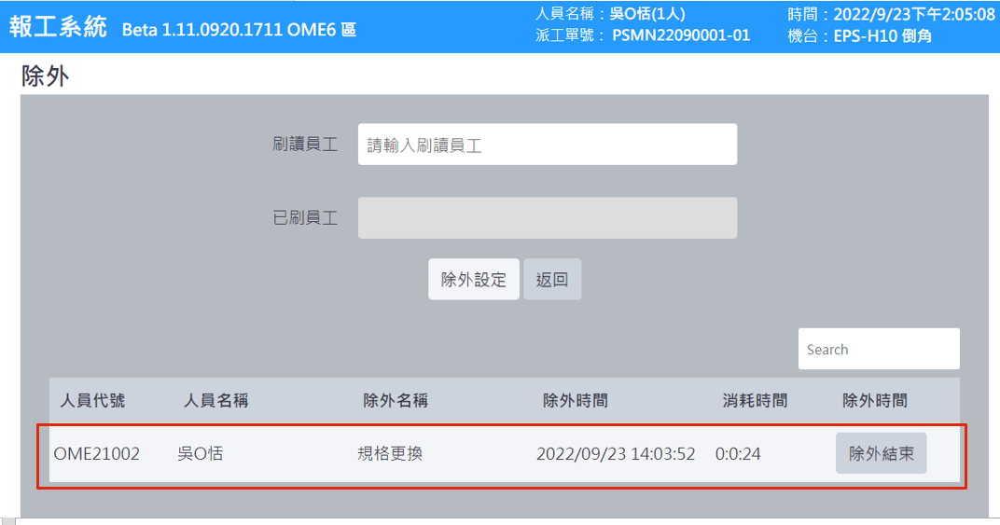 報工系統 Beta 1.11.0920.1711 OME6 區
人員名稱：吳O恬(1人)
派工單號： PSMN22090001-01
時間：2022/9/23下午2:05:08
機台：EPS-H10 倒角
除外
刷讀員工 請輸入刷讀員工
已刷員工
除外設定 返回
Search
人員代號 人員名稱 除外名稱 除外時間 消耗時間 除外時間
OME21002 吳O恬 規格更換 2022/09/23 14:03:52 0:0:24 除外結束